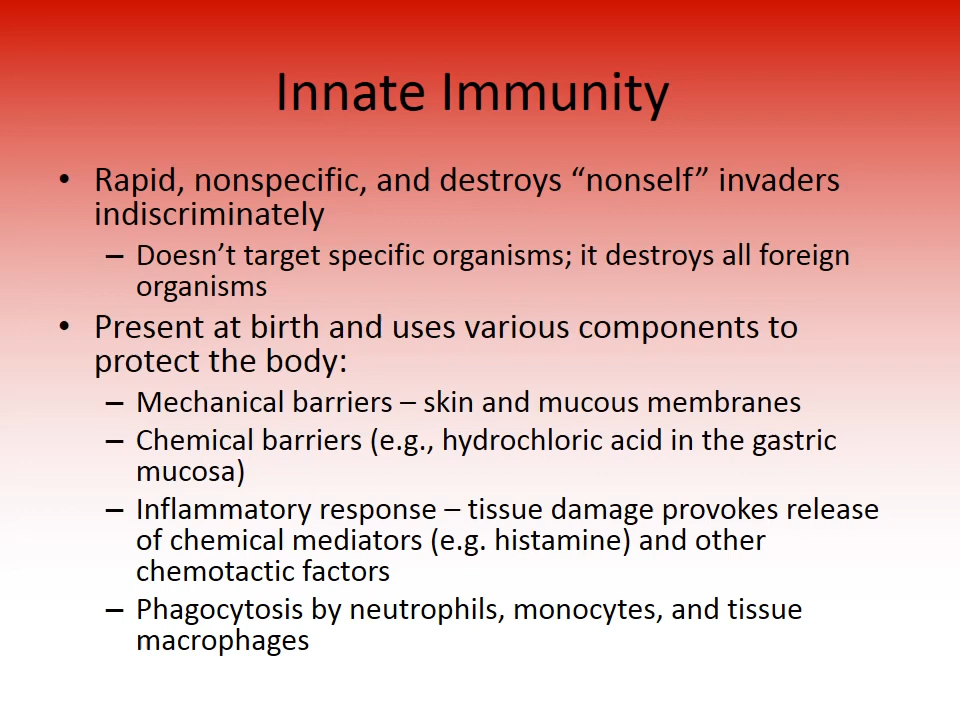 Innate Immunity
• Rapid, nonspecific, and destroys “nonself” invaders
indiscriminately
– Doesn’t target specific organisms; it destroys all foreign
organisms
• Present at birth and uses various components to
protect the body:
– Mechanical barriers – skin and mucous membranes
– Chemical barriers (e.g., hydrochloric acid in the gastric
mucosa)
– Inflammatory response – tissue damage provokes release
of chemical mediators (e.g. histamine) and other
chemotactic factors
– Phagocytosis by neutrophils, monocytes, and tissue
macrophages